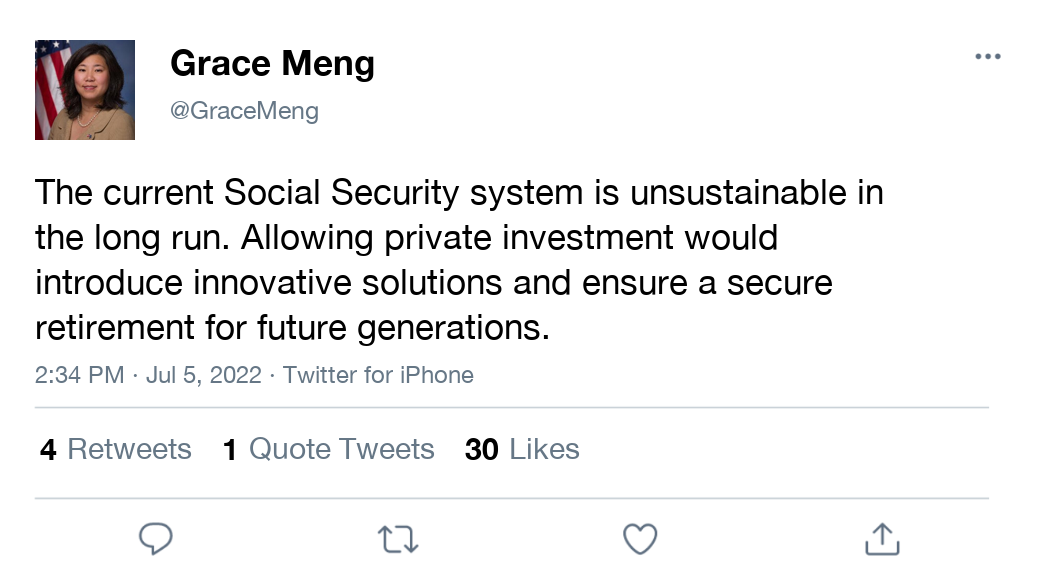 Grace Meng
@GraceMeng
The current Social Security system is unsustainable in
the long run. Allowing private investment would
introduce innovative solutions and ensure a secure
retirement for future generations.
2:34 PM · Jul 5, 2022 · Twitter for iPhone
4 Retweets 1 Quote Tweets 30 Likes